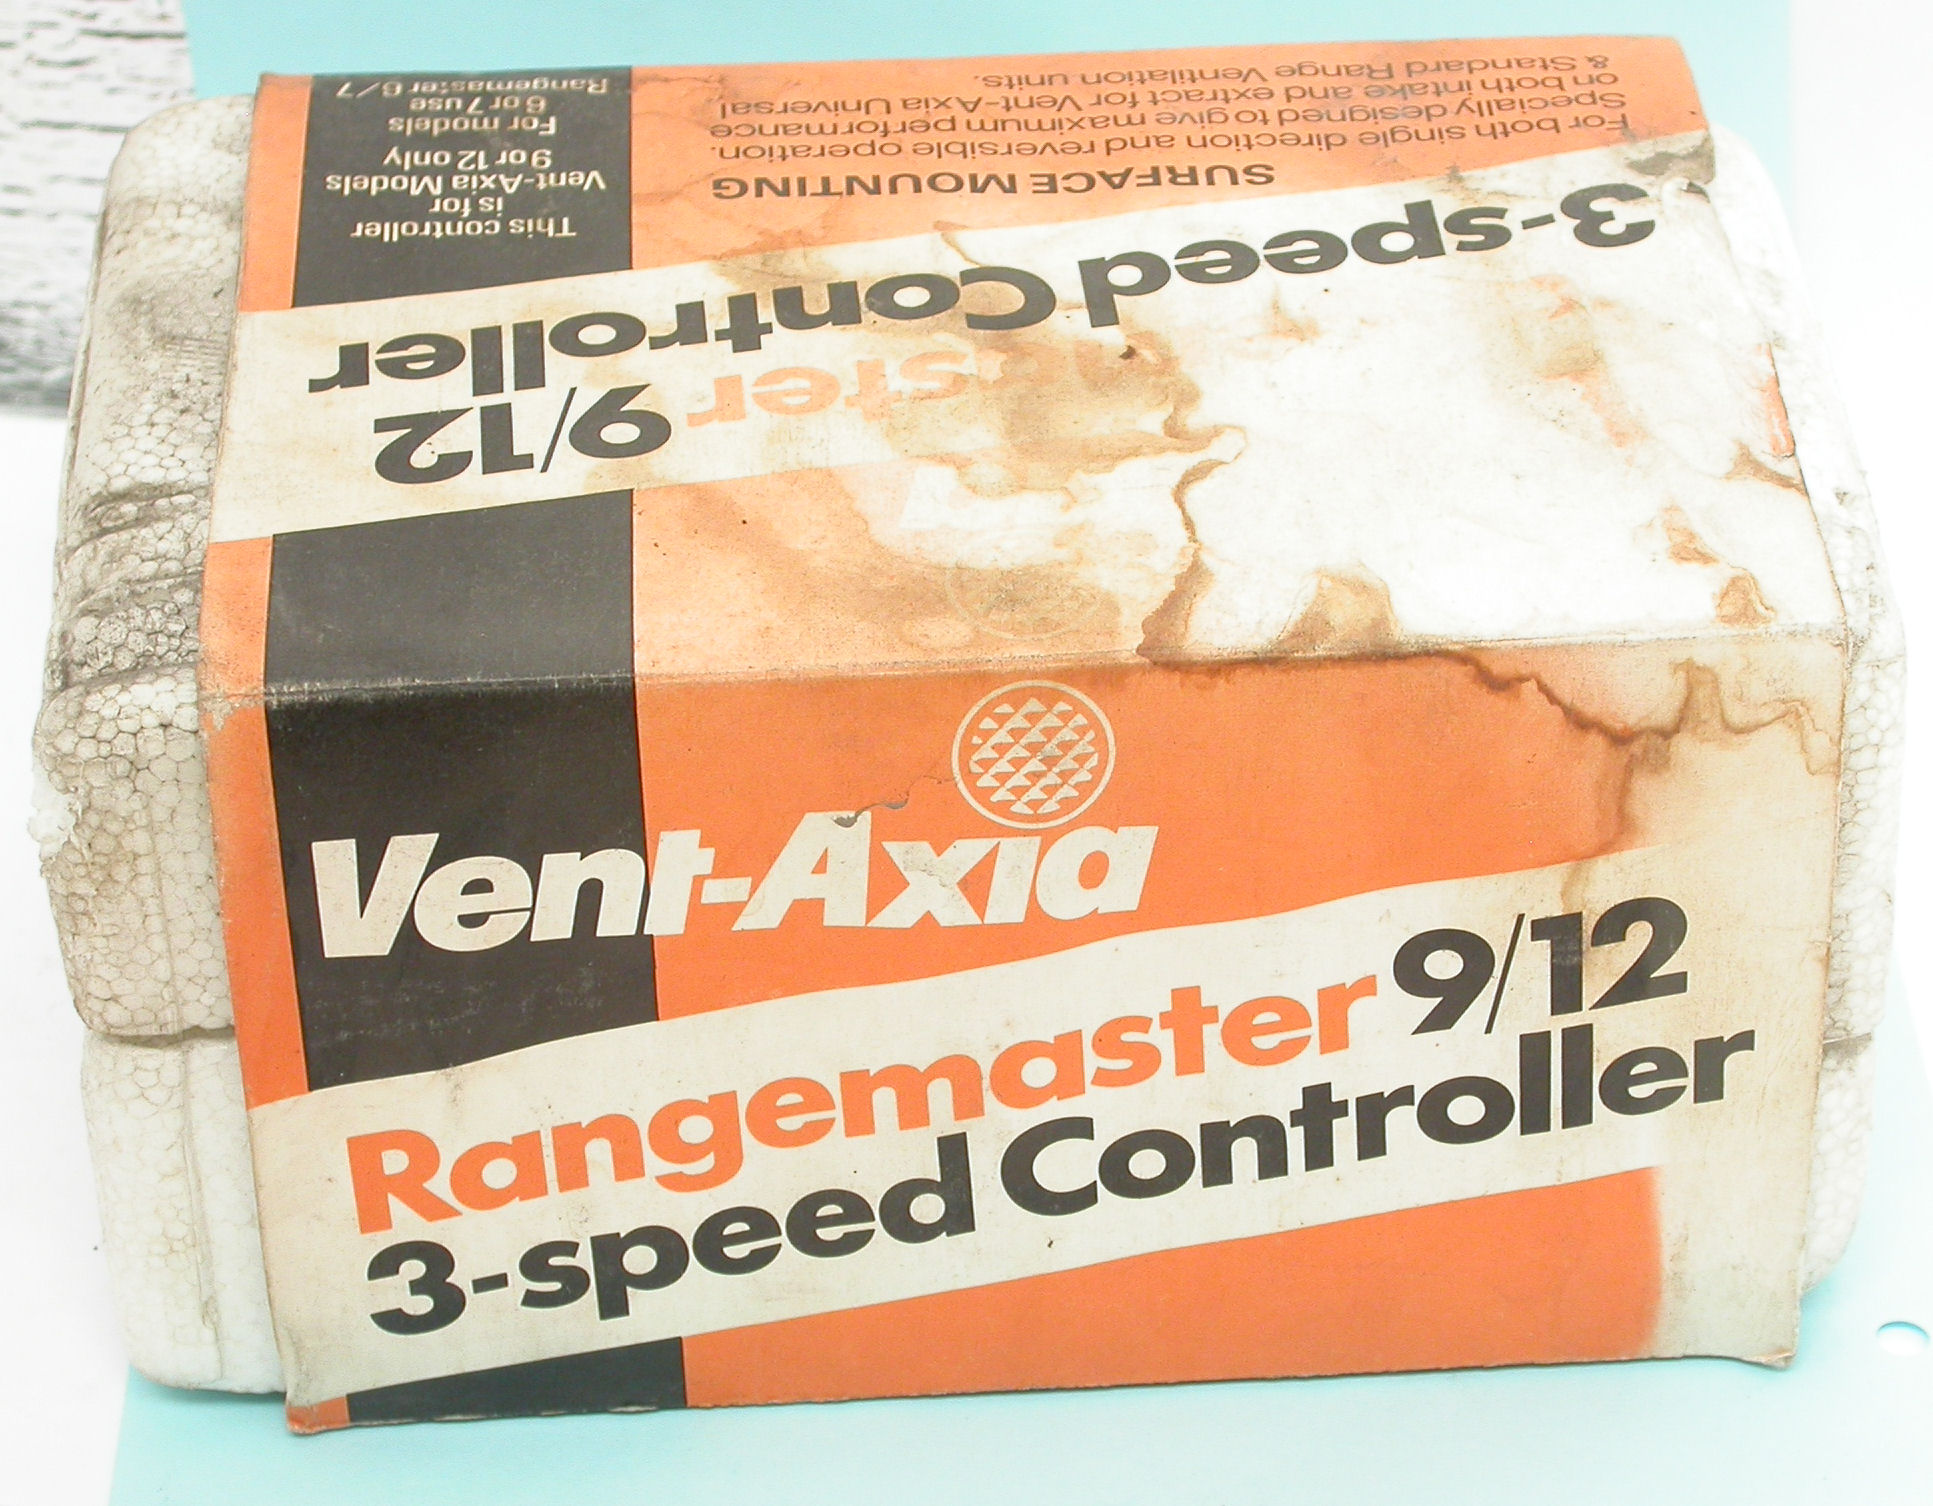 Vent-Axia
Rangemaster 9/12
3-speed Controller
3-speed Controller
ster 9/12
SURFACE MOUNTING
For both single direction and reversible operation.
Specially designed to give maximum performance
on both intake and extract for Vent-Axia Universal
& Standard Range Ventilation units.
This controller
is for
Vent-Axia Models
9 or 12 only
For models
6 or 7 use
Rangemaster 6/7